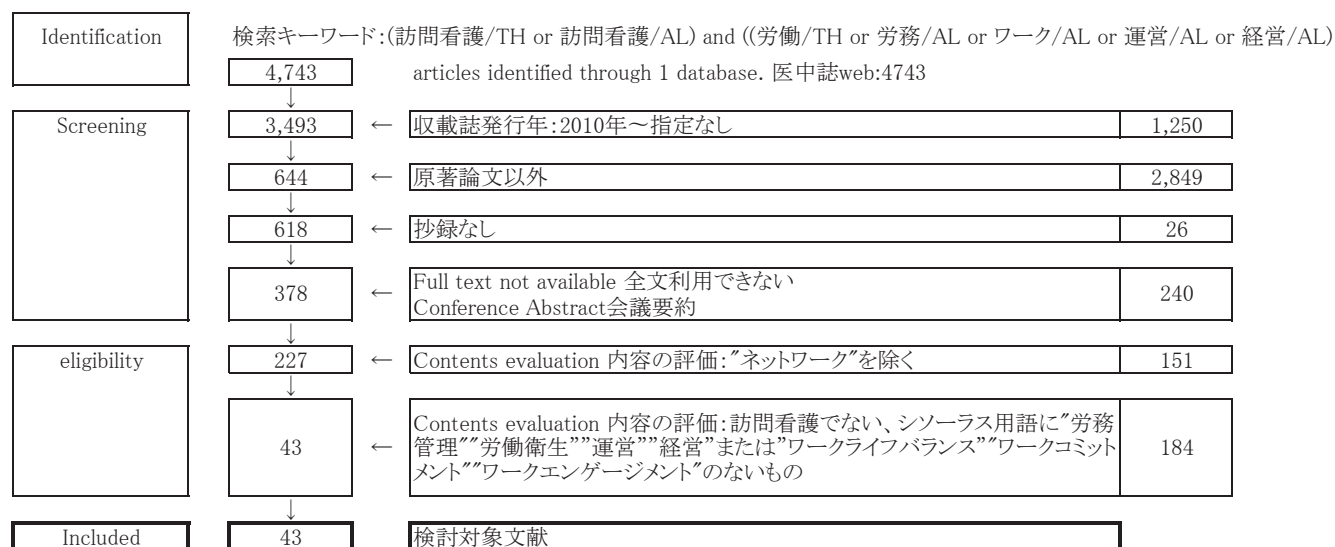 Identification 検索キーワード:(訪問看護/TH or 訪問看護/AL) and ((労働/TH or 労務/AL or ワーク/AL or 運営/AL or 経営/AL)
4,743 articles identified through 1 database. 医中誌web:4743
↓
Screening 3,493 ← 収載誌発行年:2010年～指定なし 1,250
↓
644 ← 原著論文以外 2,849
↓
618 ← 抄録なし 26
↓
378 ← Full text not available 全文利用できない
Conference Abstract会議要約 240
↓
eligibility 227 ← Contents evaluation 内容の評価:″ネットワーク″を除く 151
↓
Contents evaluation 内容の評価:訪問看護でない、シソーラス用語に″労務
43 ← 管理″″労働衛生””運営””経営”または”ワークライフバランス”″ワークコミット 184
メント″″ワークエンゲージメント″のないもの
↓
Included 43 検討対象文献